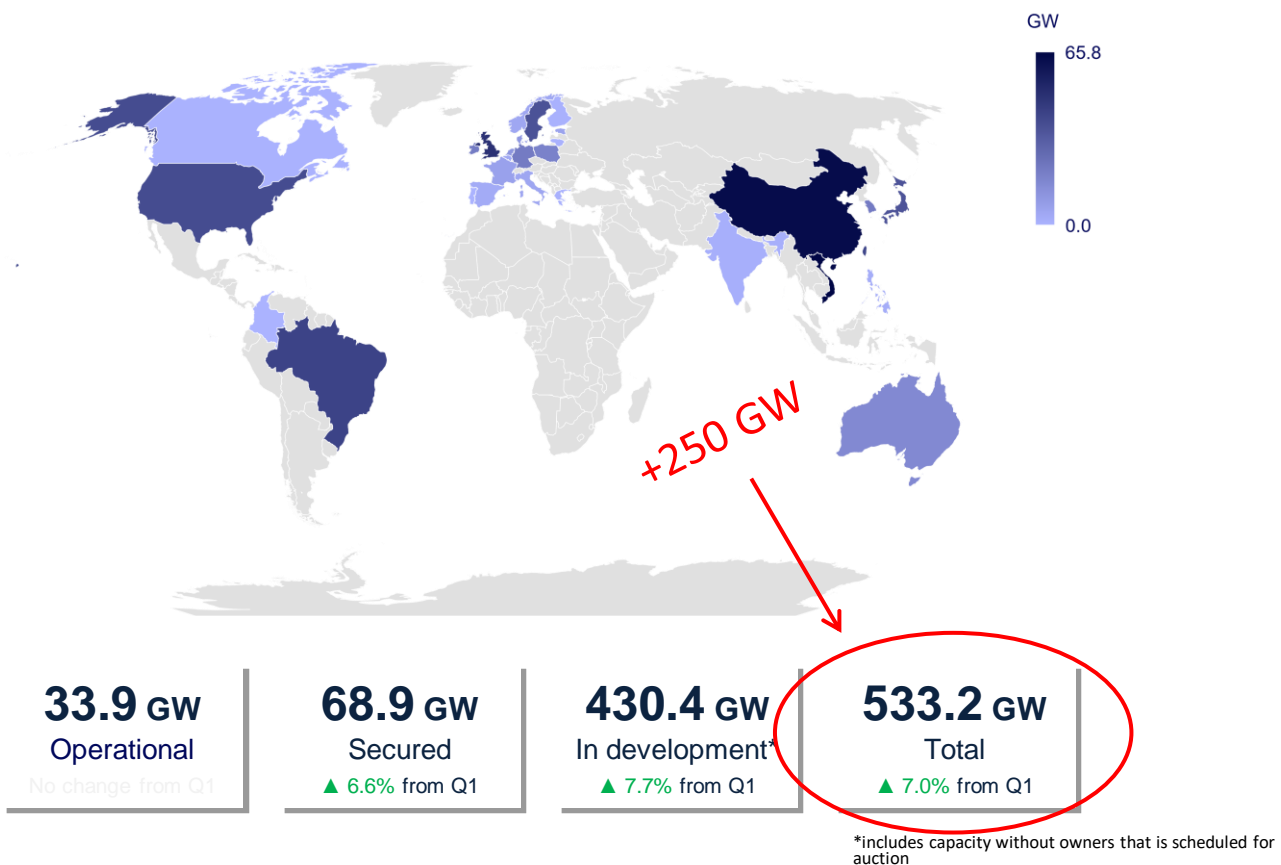 GW
65.8
0.0
+250 GW
33.9 GW
Operational
No change from Q1
68.9 GW
Secured
▲ 6.6% from Q1
430.4 GW
In development*
▲ 7.7% from Q1
533.2 GW
Total
▲ 7.0% from Q1
*includes capacity without owners that is scheduled for
auction